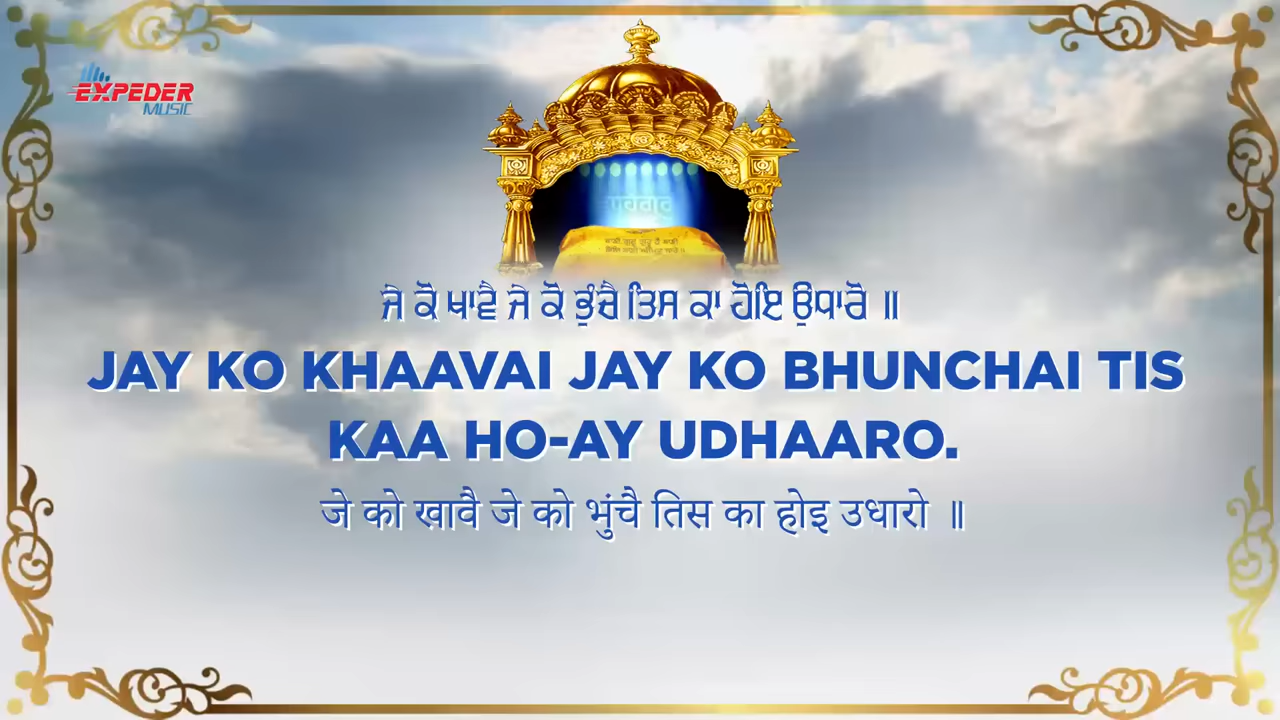 EXPEDER
MUSIC
ਜੇ ਕੋ ਖਾਵੈ ਜੇ ਕੋ ਭੁੰਚੈ ਤਿਸ ਕਾ ਹੋਇ ਉਧਾਰੋ ॥
JAY KO KHAAVAI JAY KO BHUNCHAI TIS
KAA HO-AY UDHAARO.
जे को खावै जे को भुंचै तिस का होइ उधारो ॥